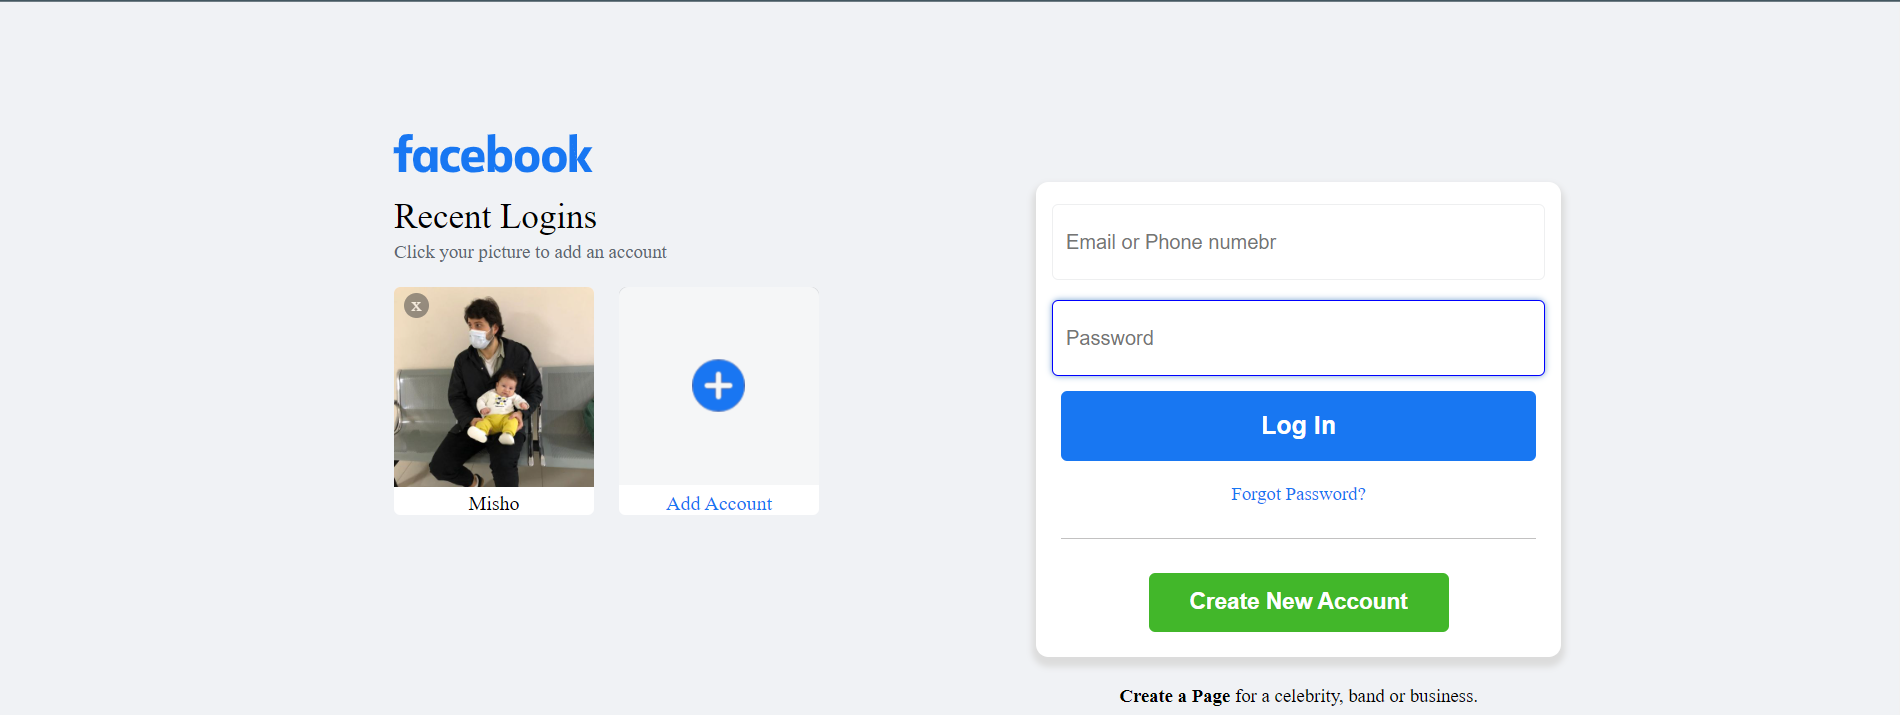 facebook
Recent Logins
Click your picture to add an account
x
Misho
Add Account
Email or Phone numebr
Password
Log In
Forgot Password?
Create New Account
Create a Page for a celebrity, band or business.